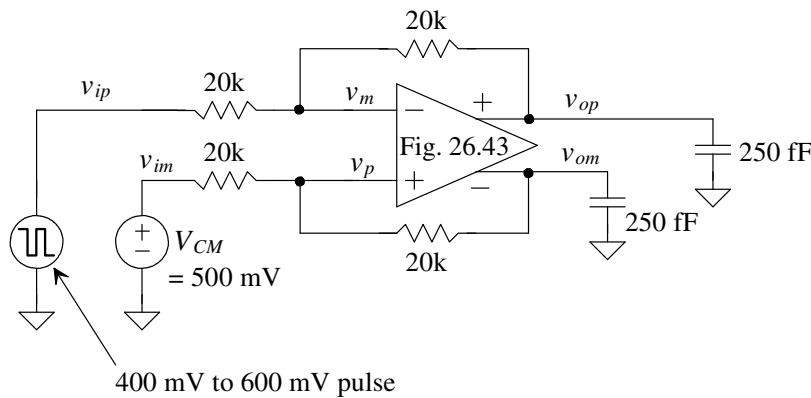 20k
v_ip
20k
v_m
−
+
v_op
Fig. 26.43
250 fF
v_im
20k
v_p
+
−
v_om
250 fF
20k
+
−
V_CM
= 500 mV
400 mV to 600 mV pulse